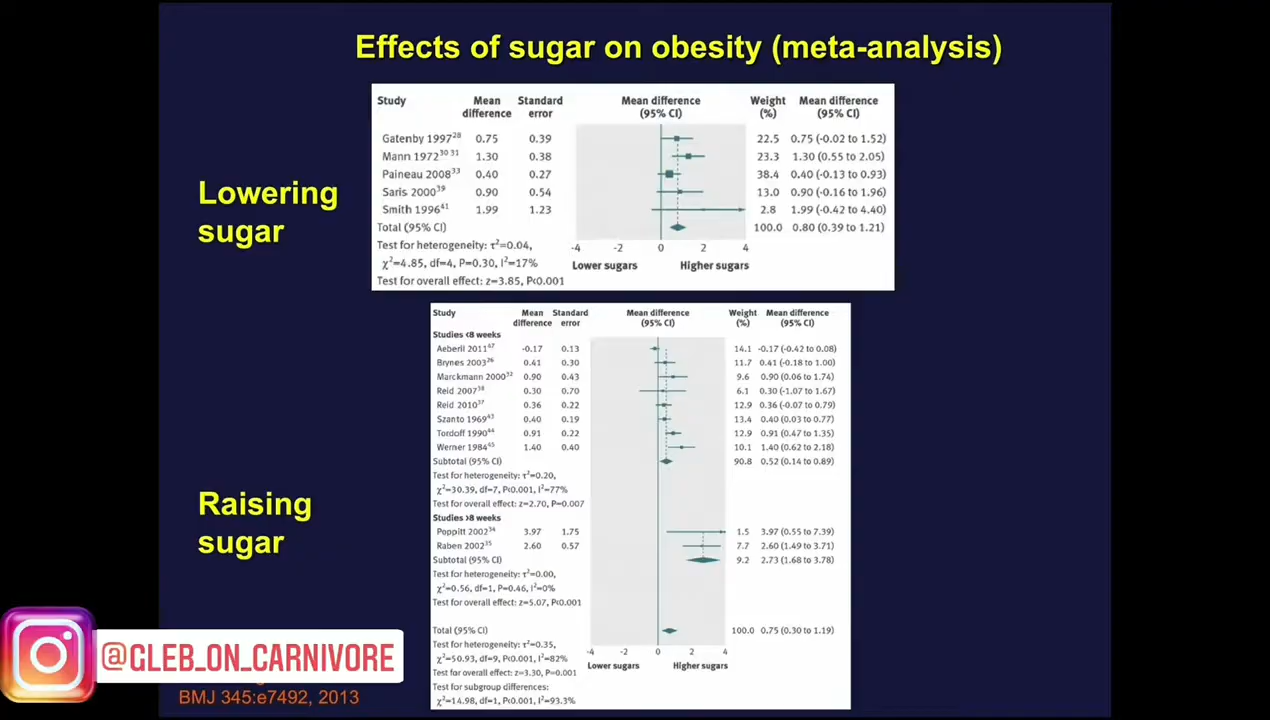 Effects of sugar on obesity (meta-analysis)
Study Mean difference Standard error Mean difference (95% CI) Weight (%) Mean difference (95% CI)
Gatenby 1997²⁸ 0.75 0.39 22.5 0.75 (-0.02 to 1.52)
Mann 1972³⁰ ³¹ 1.30 0.38 23.3 1.30 (0.55 to 2.05)
Paineau 2008³³ 0.40 0.27 38.4 0.40 (-0.13 to 0.93)
Saris 2000³⁹ 0.90 0.54 13.0 0.90 (-0.16 to 1.96)
Smith 1996⁴¹ 1.99 1.23 2.8 1.99 (-0.42 to 4.40)
Total (95% CI) 100.0 0.80 (0.39 to 1.21)
Test for heterogeneity: τ²=0.04,
χ²=4.85, df=4, P=0.30, I²=17%
Test for overall effect: z=3.85, P<0.001
-4 -2 0 2 4
Lower sugars Higher sugars
Lowering
sugar
Study Mean difference Standard error Mean difference (95% CI) Weight (%) Mean difference (95% CI)
Studies <8 weeks
Aeberli 2011⁴⁷ -0.17 0.13 14.1 -0.17 (-0.42 to 0.08)
Brynes 2003²⁶ 0.41 0.30 11.7 0.41 (-0.18 to 1.00)
Marckmann 2000³² 0.90 0.43 9.6 0.90 (0.06 to 1.74)
Reid 2007³⁸ 0.30 0.70 6.1 0.30 (-1.07 to 1.67)
Reid 2010³⁷ 0.36 0.22 12.9 0.36 (-0.07 to 0.79)
Szanto 1969⁴³ 0.40 0.19 13.4 0.40 (0.03 to 0.77)
Tordoff 1990⁴⁴ 0.91 0.22 12.9 0.91 (0.47 to 1.35)
Werner 1984⁴⁵ 1.40 0.40 10.1 1.40 (0.62 to 2.18)
Subtotal (95% CI) 90.8 0.52 (0.14 to 0.89)
Test for heterogeneity: τ²=0.20,
χ²=30.39, df=7, P<0.001, I²=77%
Test for overall effect: z=2.70, P=0.007
Studies >8 weeks
Poppitt 2002³⁴ 3.97 1.75 1.5 3.97 (0.55 to 7.39)
Raben 2002³⁵ 2.60 0.57 7.7 2.60 (1.49 to 3.71)
Subtotal (95% CI) 9.2 2.73 (1.68 to 3.78)
Test for heterogeneity: τ²=0.00,
χ²=0.56, df=1, P=0.46, I²=0%
Test for overall effect: z=5.07, P<0.001
Total (95% CI) 100.0 0.75 (0.30 to 1.19)
Test for heterogeneity: τ²=0.35,
χ²=50.93, df=9, P<0.001, I²=82%
Test for overall effect: z=3.30, P=0.001
Test for subgroup differences:
χ²=14.98, df=1, P<0.001, I²=93.3%
-4 -2 0 2 4
Lower sugars Higher sugars
Raising
sugar
@GLEB_ON_CARNIVORE
BMJ 345:e7492, 2013